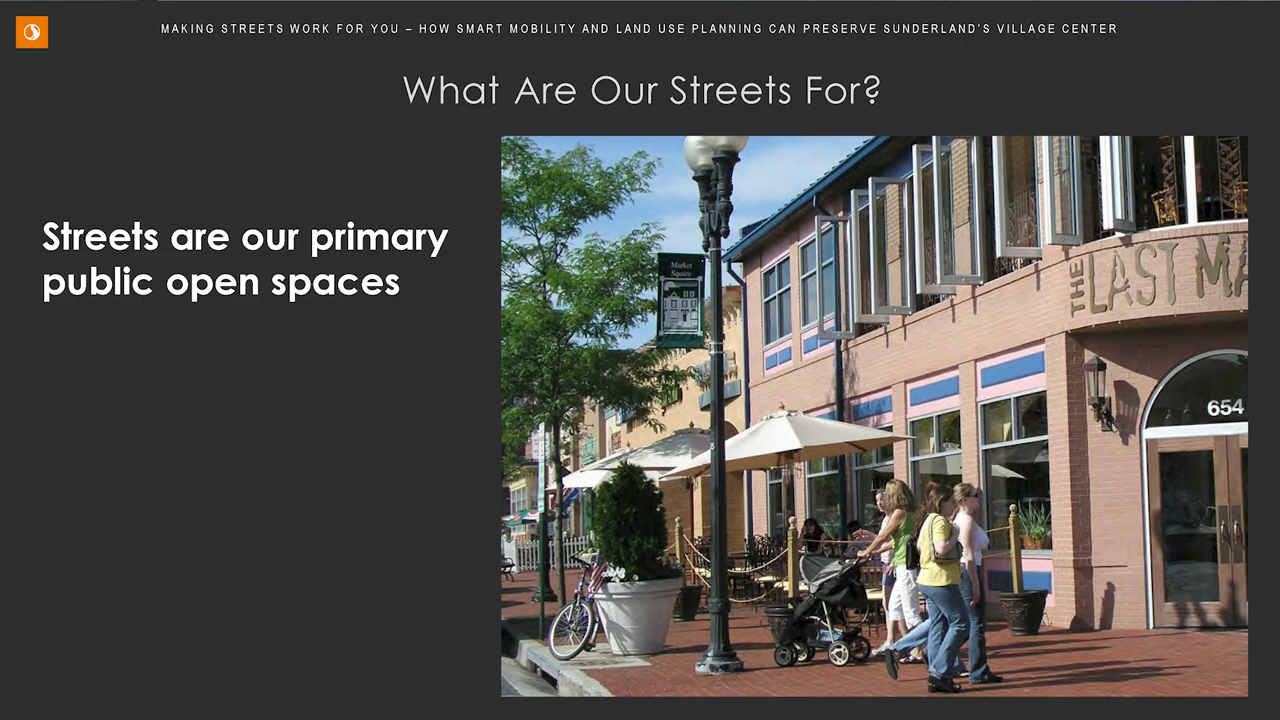 MAKING STREETS WORK FOR YOU – HOW SMART MOBILITY AND LAND USE PLANNING CAN PRESERVE SUNDERLAND'S VILLAGE CENTER
What Are Our Streets For?
Streets are our primary
public open spaces
Market
Square
THE LAST MA
654